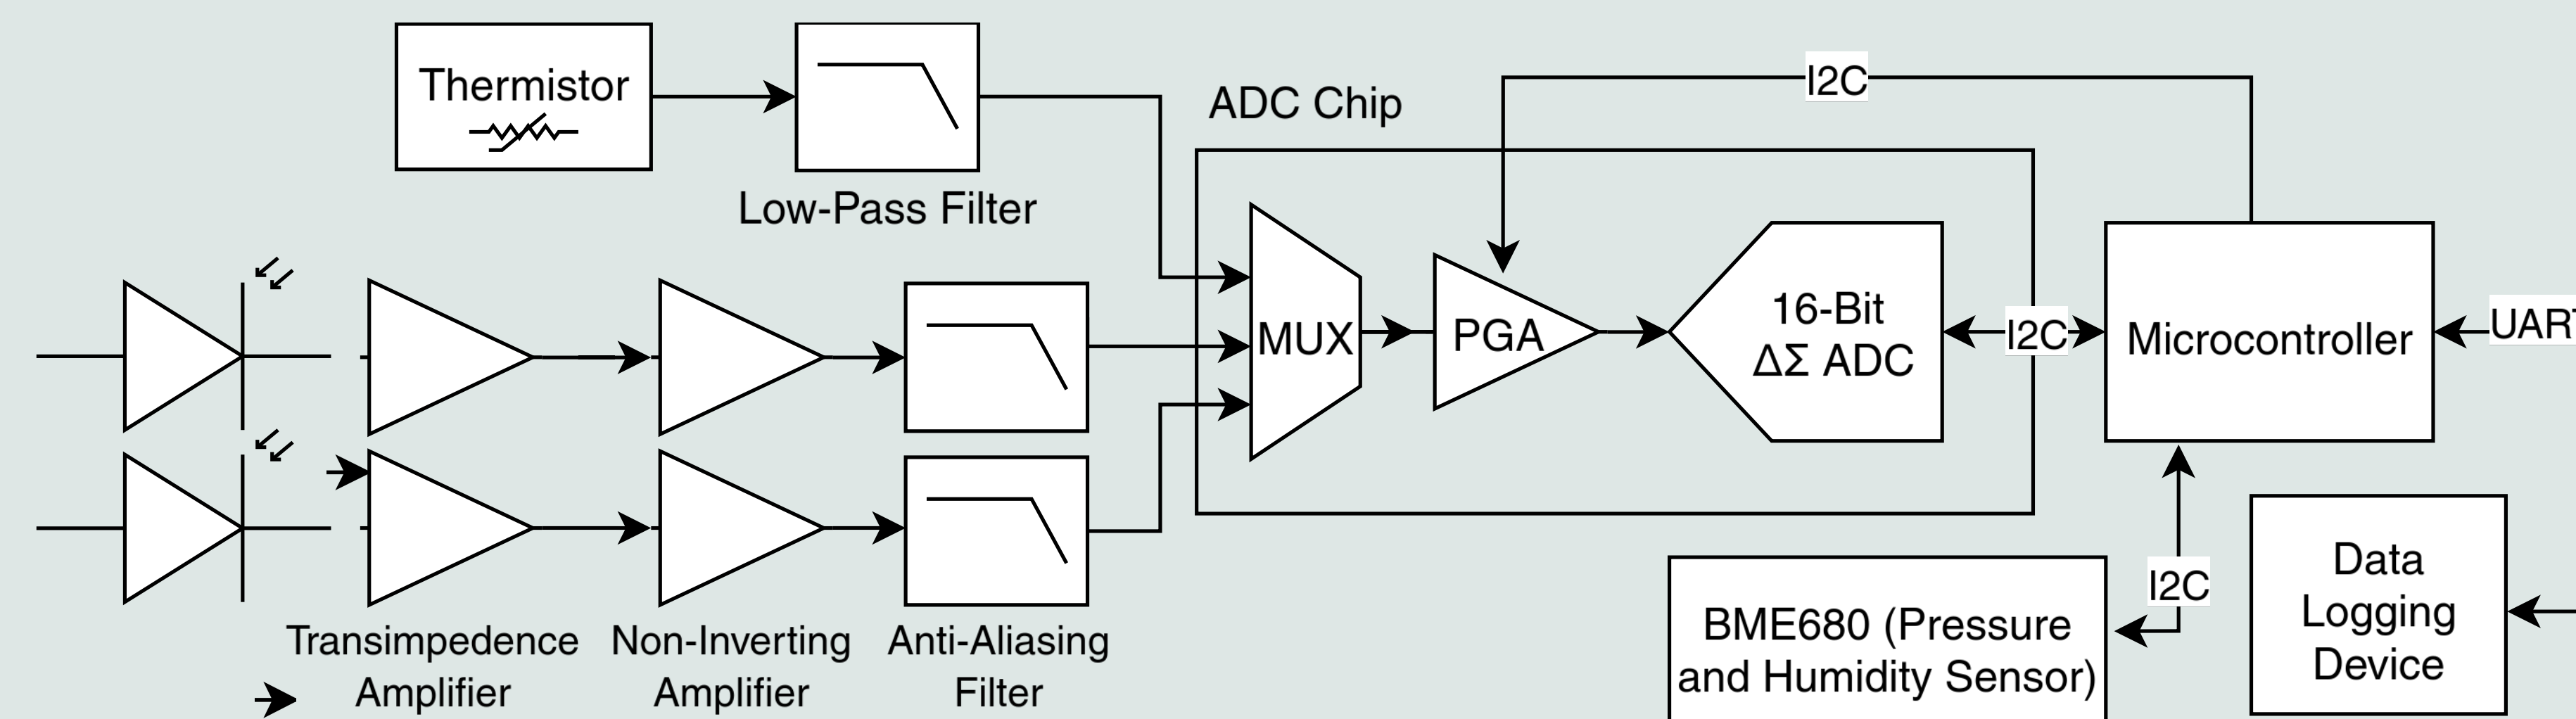 Thermistor
Low-Pass Filter
ADC Chip
I2C
MUX
PGA
16-Bit
ΔΣ ADC
I2C
Microcontroller
UART
Transimpedence
Amplifier
Non-Inverting
Amplifier
Anti-Aliasing
Filter
BME680 (Pressure
and Humidity Sensor)
I2C
Data
Logging
Device